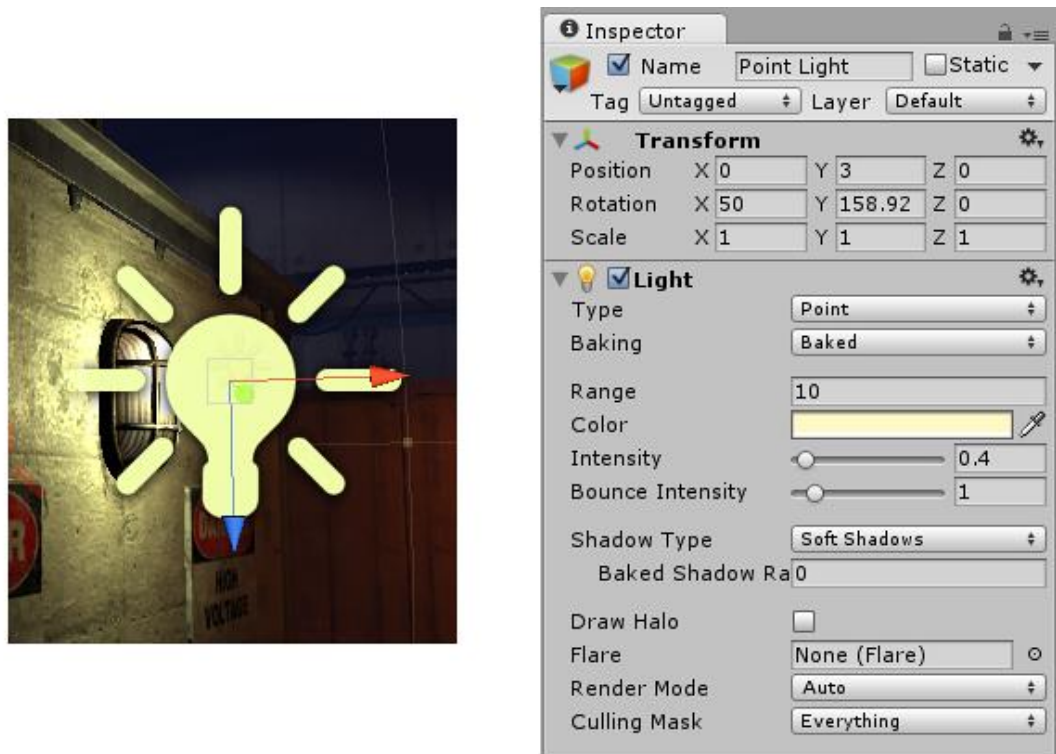 DANGER
HIGH
VOLTAGE
R
Inspector
Name Point Light Static
Tag Untagged Layer Default
Transform
Position X 0 Y 3 Z 0
Rotation X 50 Y 158.92 Z 0
Scale X 1 Y 1 Z 1
Light
Type Point
Baking Baked
Range 10
Color
Intensity 0.4
Bounce Intensity 1
Shadow Type Soft Shadows
Baked Shadow Ra 0
Draw Halo
Flare None (Flare)
Render Mode Auto
Culling Mask Everything